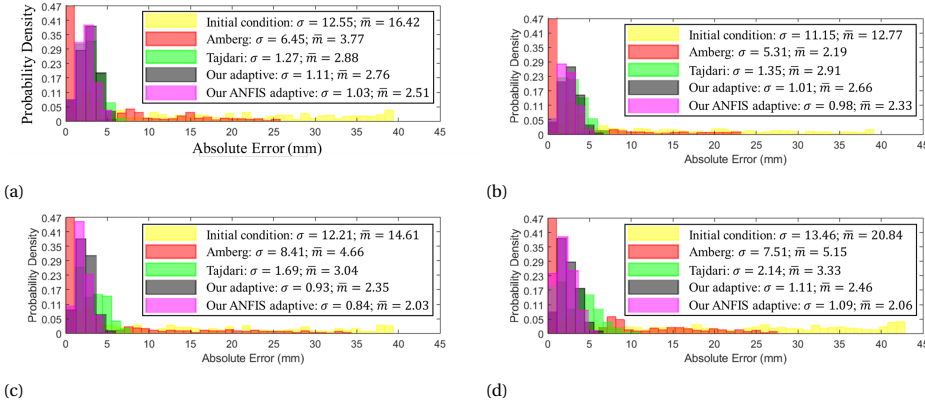 0.47
0.41
0.35
0.29
0.23
0.17
0.11
0.05
0
Probability Density
Initial condition: σ = 12.55; m̅ = 16.42
Amberg: σ = 6.45; m̅ = 3.77
Tajdari: σ = 1.27; m̅ = 2.88
Our adaptive: σ = 1.11; m̅ = 2.76
Our ANFIS adaptive: σ = 1.03; m̅ = 2.51
0 5 10 15 20 25 30 35 40 45
Absolute Error (mm)
(a)
0.47
0.41
0.35
0.29
0.23
0.17
0.11
0.05
0
Probability Density
Initial condition: σ = 11.15; m̅ = 12.77
Amberg: σ = 5.31; m̅ = 2.19
Tajdari: σ = 1.35; m̅ = 2.91
Our adaptive: σ = 1.01; m̅ = 2.66
Our ANFIS adaptive: σ = 0.98; m̅ = 2.33
0 5 10 15 20 25 30 35 40 45
Absolute Error (mm)
(b)
0.47
0.41
0.35
0.29
0.23
0.17
0.11
0.05
0
Probability Density
Initial condition: σ = 12.21; m̅ = 14.61
Amberg: σ = 8.41; m̅ = 4.66
Tajdari: σ = 1.69; m̅ = 3.04
Our adaptive: σ = 0.93; m̅ = 2.35
Our ANFIS adaptive: σ = 0.84; m̅ = 2.03
0 5 10 15 20 25 30 35 40 45
Absolute Error (mm)
(c)
0.47
0.41
0.35
0.29
0.23
0.17
0.11
0.05
0
Probability Density
Initial condition: σ = 13.46; m̅ = 20.84
Amberg: σ = 7.51; m̅ = 5.15
Tajdari: σ = 2.14; m̅ = 3.33
Our adaptive: σ = 1.11; m̅ = 2.46
Our ANFIS adaptive: σ = 1.09; m̅ = 2.06
0 5 10 15 20 25 30 35 40 45
Absolute Error (mm)
(d)